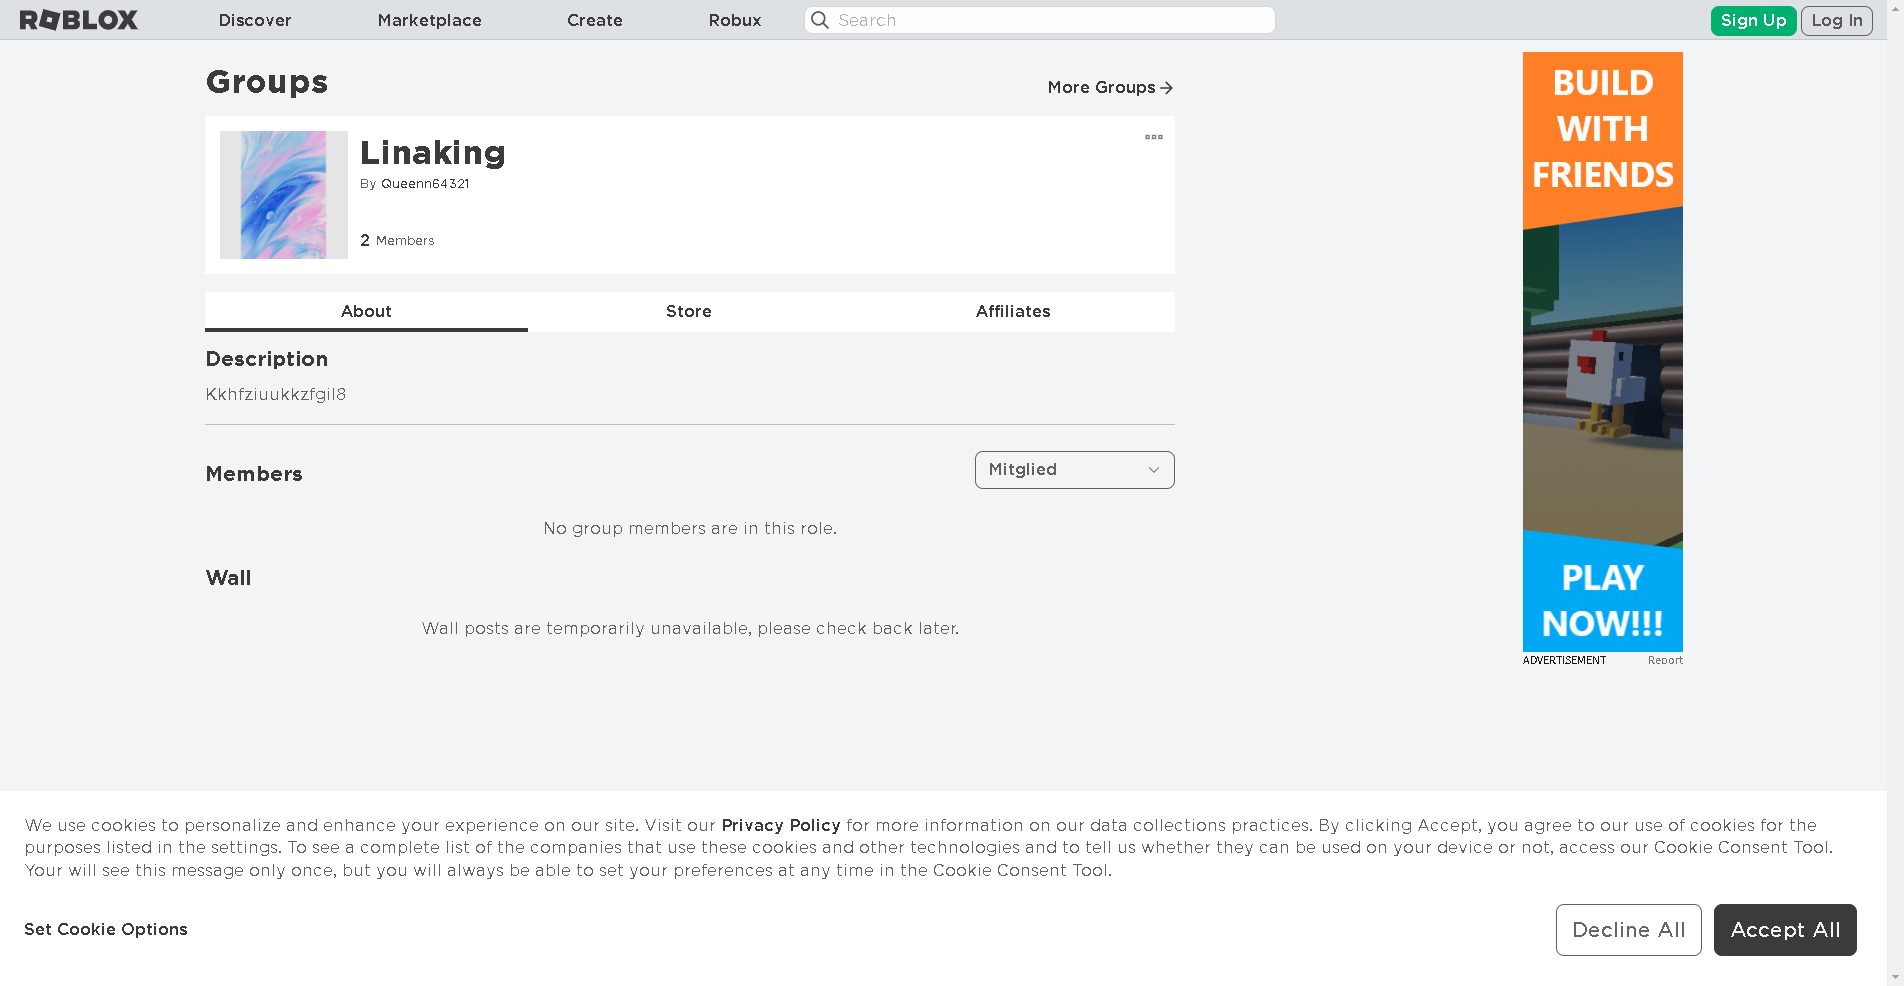 ROBLOX
Discover
Marketplace
Create
Robux
Search
Sign Up
Log In
Groups
More Groups
Linaking
By Queenn64321
2 Members
About
Store
Affiliates
Description
Kkhfziuukkzfgil8
Members
Mitglied
No group members are in this role.
Wall
Wall posts are temporarily unavailable, please check back later.
BUILD
WITH
FRIENDS
PLAY
NOW!!!
ADVERTISEMENT
Report
We use cookies to personalize and enhance your experience on our site. Visit our Privacy Policy for more information on our data collections practices. By clicking Accept, you agree to our use of cookies for the
purposes listed in the settings. To see a complete list of the companies that use these cookies and other technologies and to tell us whether they can be used on your device or not, access our Cookie Consent Tool.
Your will see this message only once, but you will always be able to set your preferences at any time in the Cookie Consent Tool.
Set Cookie Options
Decline All
Accept All